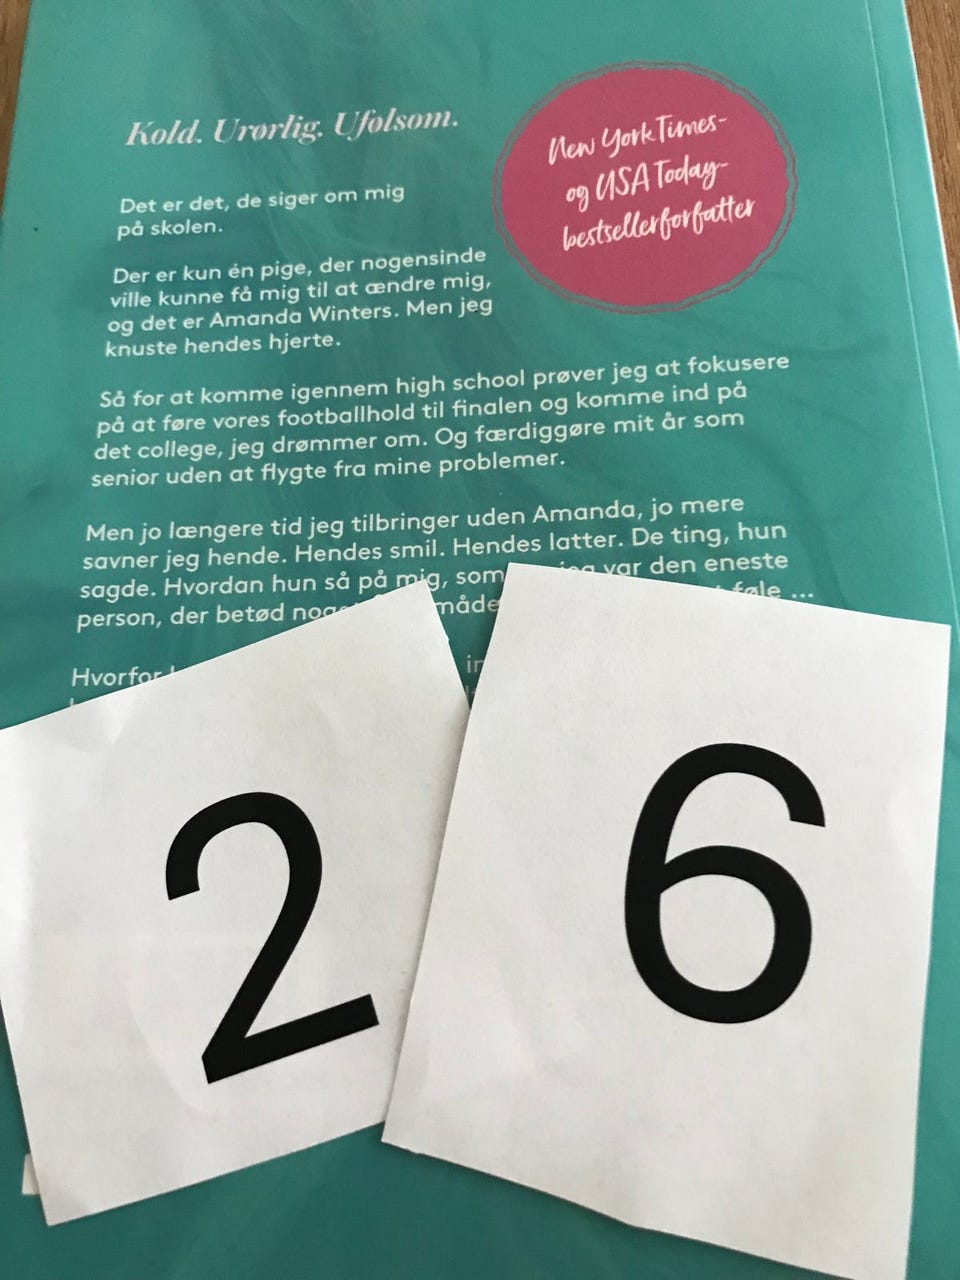 Kold. Urørlig. Ufølsom.
New York Times-
og USA Today-
bestsellerforfatter
Det er det, de siger om mig
på skolen.
Der er kun én pige, der nogensinde
ville kunne få mig til at ændre mig,
og det er Amanda Winters. Men jeg
knuste hendes hjerte.
Så for at komme igennem high school prøver jeg at fokusere
på at føre vores footballhold til finalen og komme ind på
det college, jeg drømmer om. Og færdiggøre mit år som
senior uden at flygte fra mine problemer.
Men jo længere tid jeg tilbringer uden Amanda, jo mere
savner jeg hende. Hendes smil. Hendes latter. De ting, hun
sagde. Hvordan hun så på mig, som var den eneste
person, der betød føle ...
Hvorfor
2
6